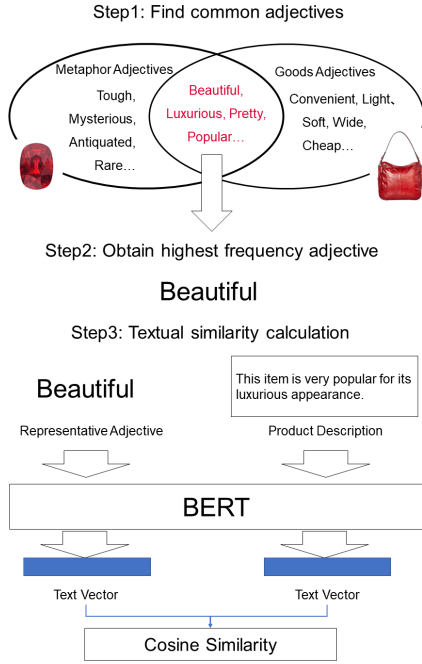 Step1: Find common adjectives
Metaphor Adjectives
Tough,
Mysterious,
Antiquated,
Rare…
Beautiful,
Luxurious, Pretty,
Popular…
Goods Adjectives
Convenient, Light、
Soft, Wide,
Cheap…
Step2: Obtain highest frequency adjective
Beautiful
Step3: Textual similarity calculation
Beautiful
Representative Adjective
This item is very popular for its
luxurious appearance.
Product Description
BERT
Text Vector
Text Vector
Cosine Similarity